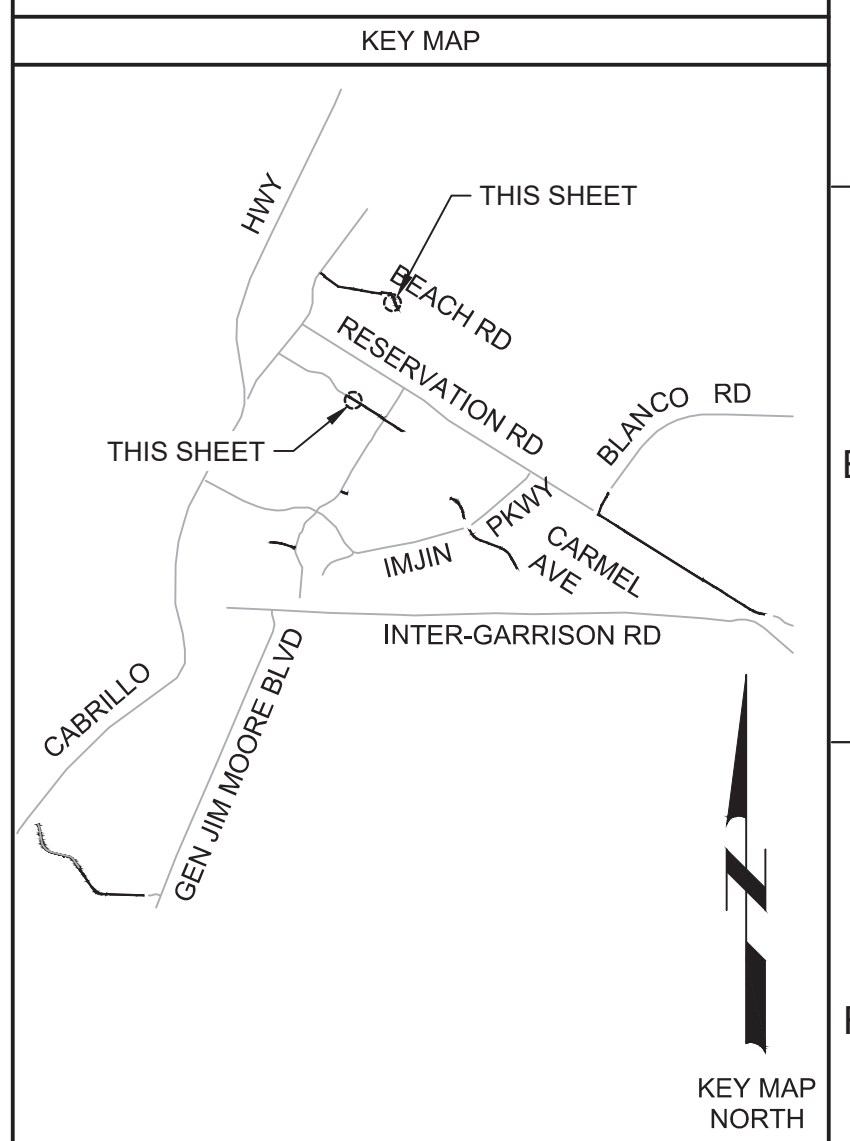 KEY MAP
HWY
THIS SHEET
BEACH RD
RESERVATION RD
BLANCO RD
THIS SHEET
PKWY
IMJIN
CARMEL
AVE
INTER-GARRISON RD
CABRILLO
GEN JIM MOORE BLVD
N
KEY MAP
NORTH